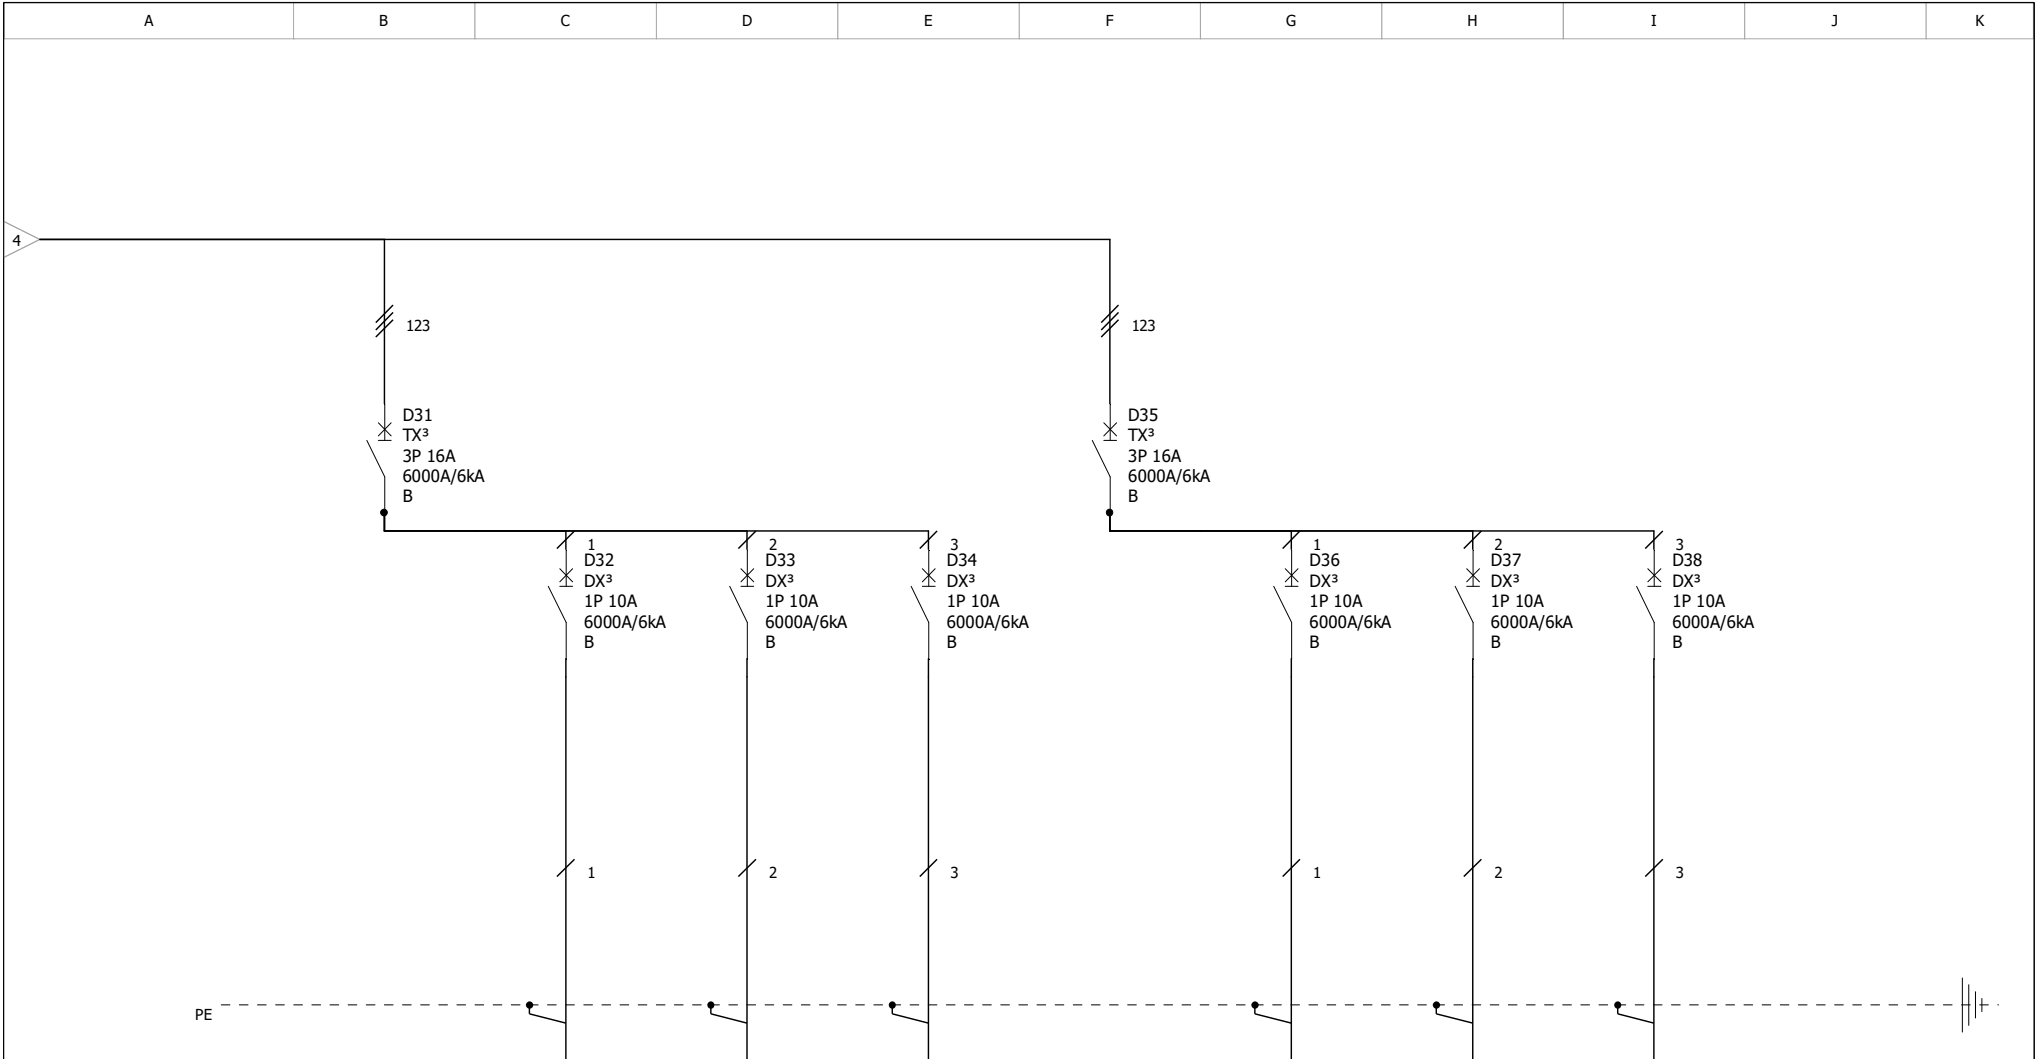 A B C D E F G H I J K
4
123 123
D31
TX³
3P 16A
6000A/6kA
B
D35
TX³
3P 16A
6000A/6kA
B
1
D32
DX³
1P 10A
6000A/6kA
B
2
D33
DX³
1P 10A
6000A/6kA
B
3
D34
DX³
1P 10A
6000A/6kA
B
1
D36
DX³
1P 10A
6000A/6kA
B
2
D37
DX³
1P 10A
6000A/6kA
B
3
D38
DX³
1P 10A
6000A/6kA
B
1 2 3 1 2 3
PE